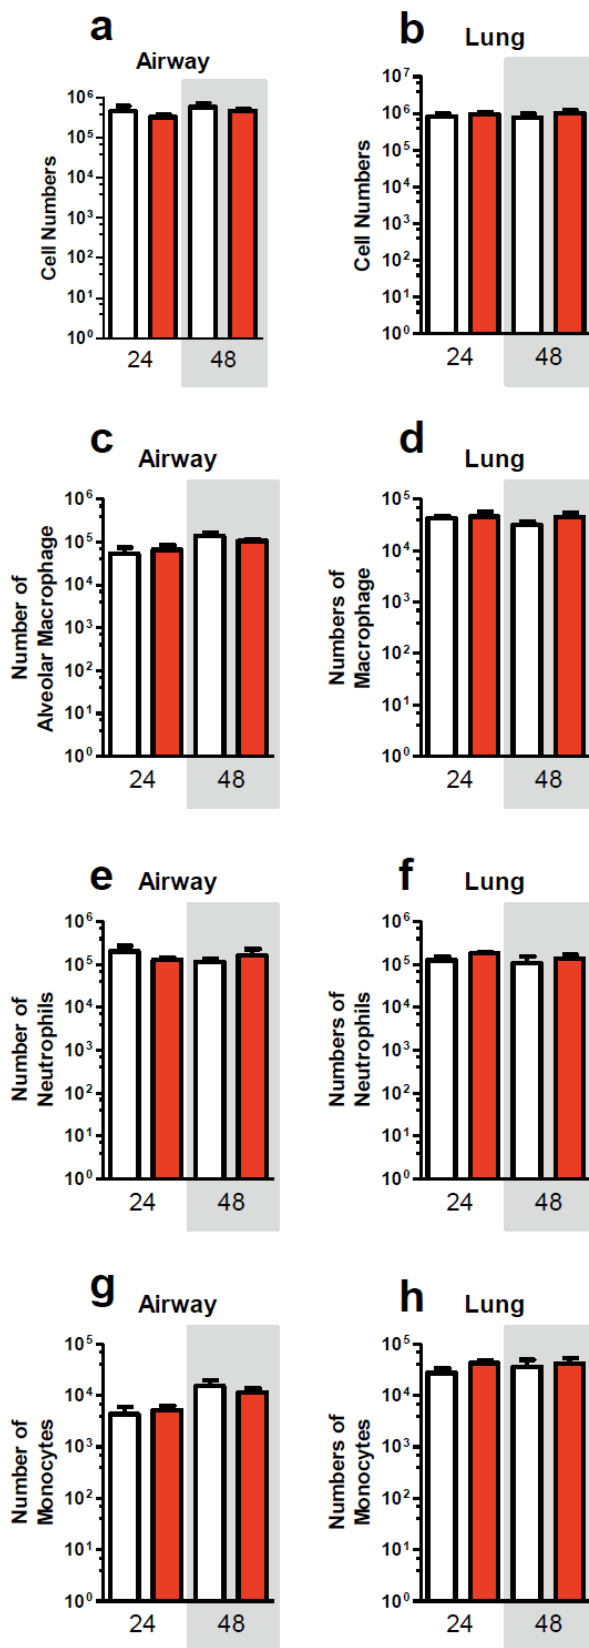 a
Airway
Cell Numbers
10⁶
10⁵
10⁴
10³
10²
10¹
10⁰
24
48
b
Lung
Cell Numbers
10⁷
10⁶
10⁵
10⁴
10³
10²
10¹
10⁰
24
48
c
Airway
Number of
Alveolar Macrophage
10⁶
10⁵
10⁴
10³
10²
10¹
10⁰
24
48
d
Lung
Numbers of
Macrophage
10⁵
10⁴
10³
10²
10¹
10⁰
24
48
e
Airway
Number of
Neutrophils
10⁶
10⁵
10⁴
10³
10²
10¹
10⁰
24
48
f
Lung
Numbers of
Neutrophils
10⁶
10⁵
10⁴
10³
10²
10¹
10⁰
24
48
g
Airway
Number of
Monocytes
10⁵
10⁴
10³
10²
10¹
10⁰
24
48
h
Lung
Numbers of
Monocytes
10⁵
10⁴
10³
10²
10¹
10⁰
24
48